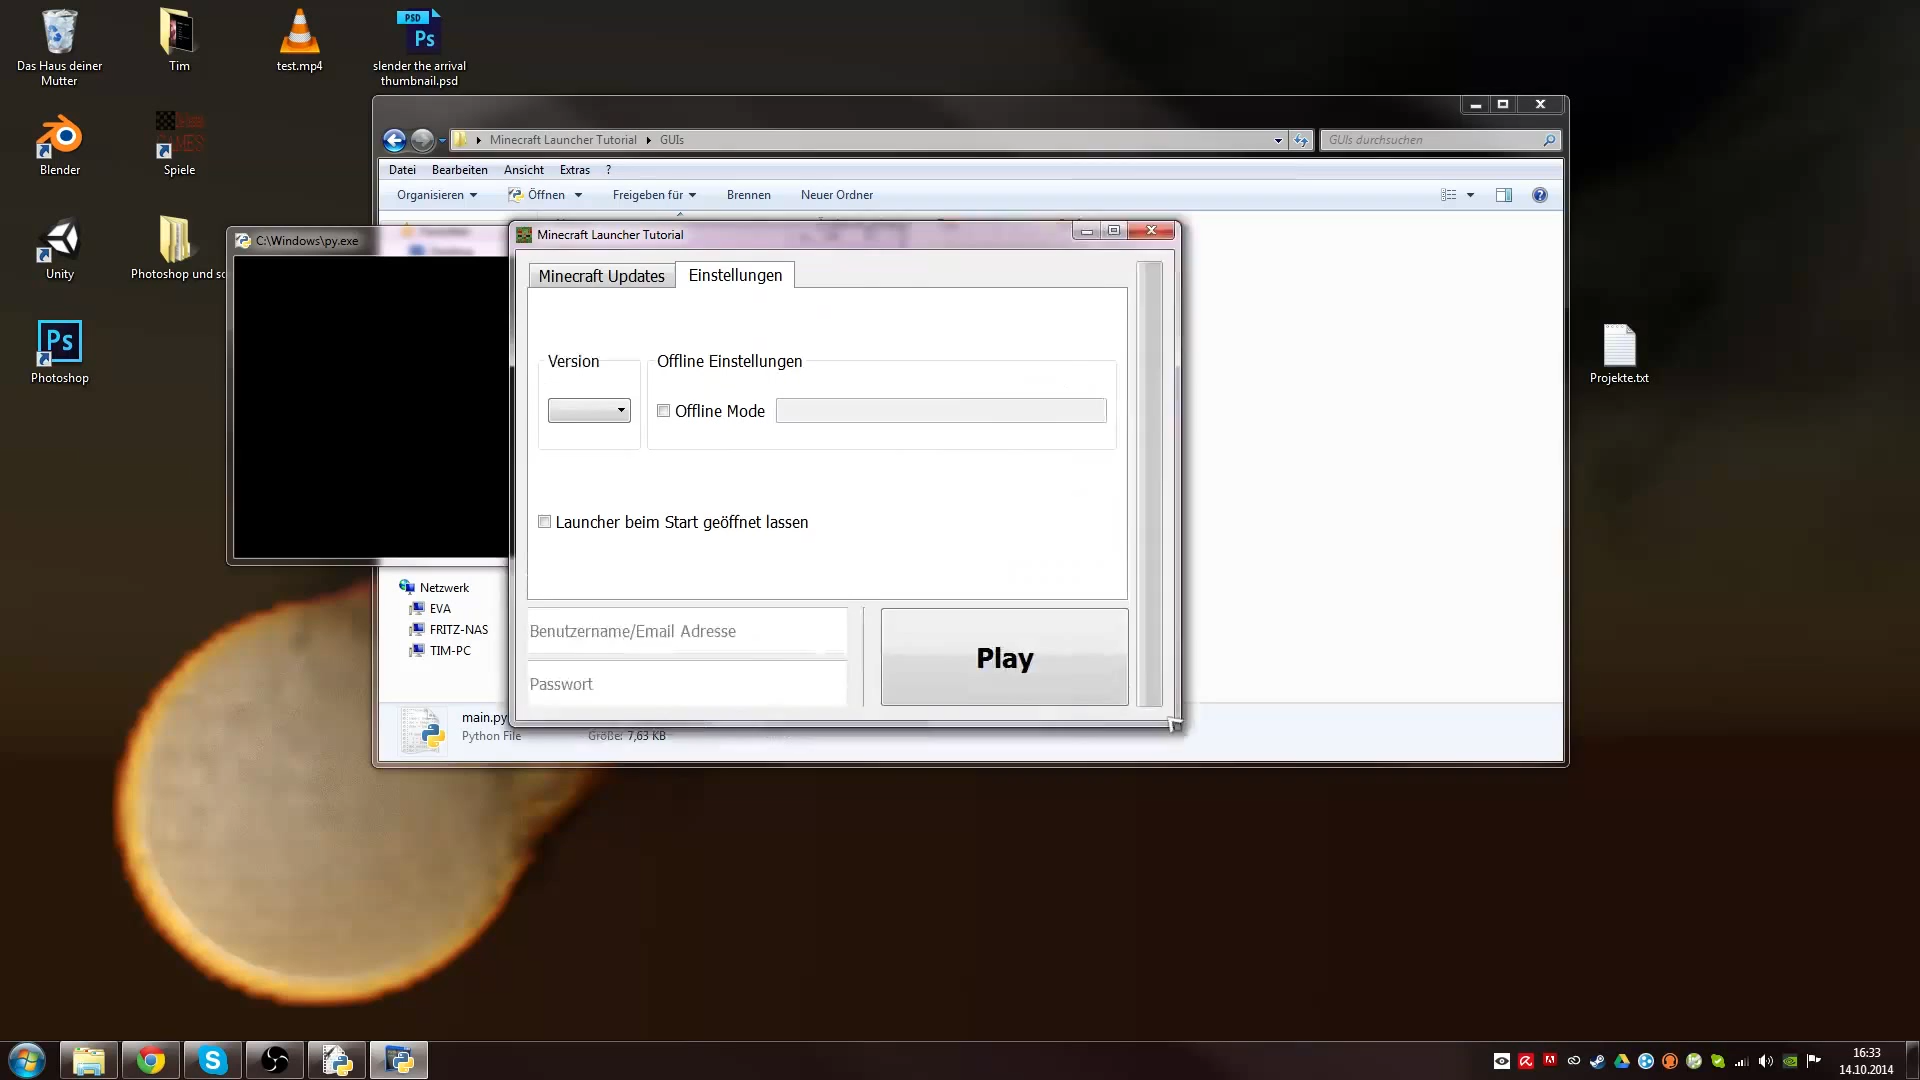 Das Haus deiner
Mutter
Tim
test.mp4
PSD
Ps
slender the arrival
thumbnail.psd
Blender
Spiele
Unity
Photoshop und sc
Ps
Photoshop
Projekte.txt
Minecraft Launcher Tutorial GUIs
GUIs durchsuchen
Datei Bearbeiten Ansicht Extras ?
Organisieren Öffnen Freigeben für Brennen Neuer Ordner
C:\Windows\py.exe
Minecraft Launcher Tutorial
Minecraft Updates Einstellungen
Version Offline Einstellungen
Offline Mode
Launcher beim Start geöffnet lassen
Benutzername/Email Adresse
Passwort
Play
Netzwerk
EVA
FRITZ-NAS
TIM-PC
main.py
Python File Größe: 7,63 KB
16:33
14.10.2014